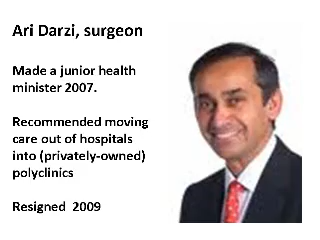 Ari Darzi, surgeon
Made a junior health
minister 2007.
Recommended moving
care out of hospitals
into (privately-owned)
polyclinics
Resigned 2009